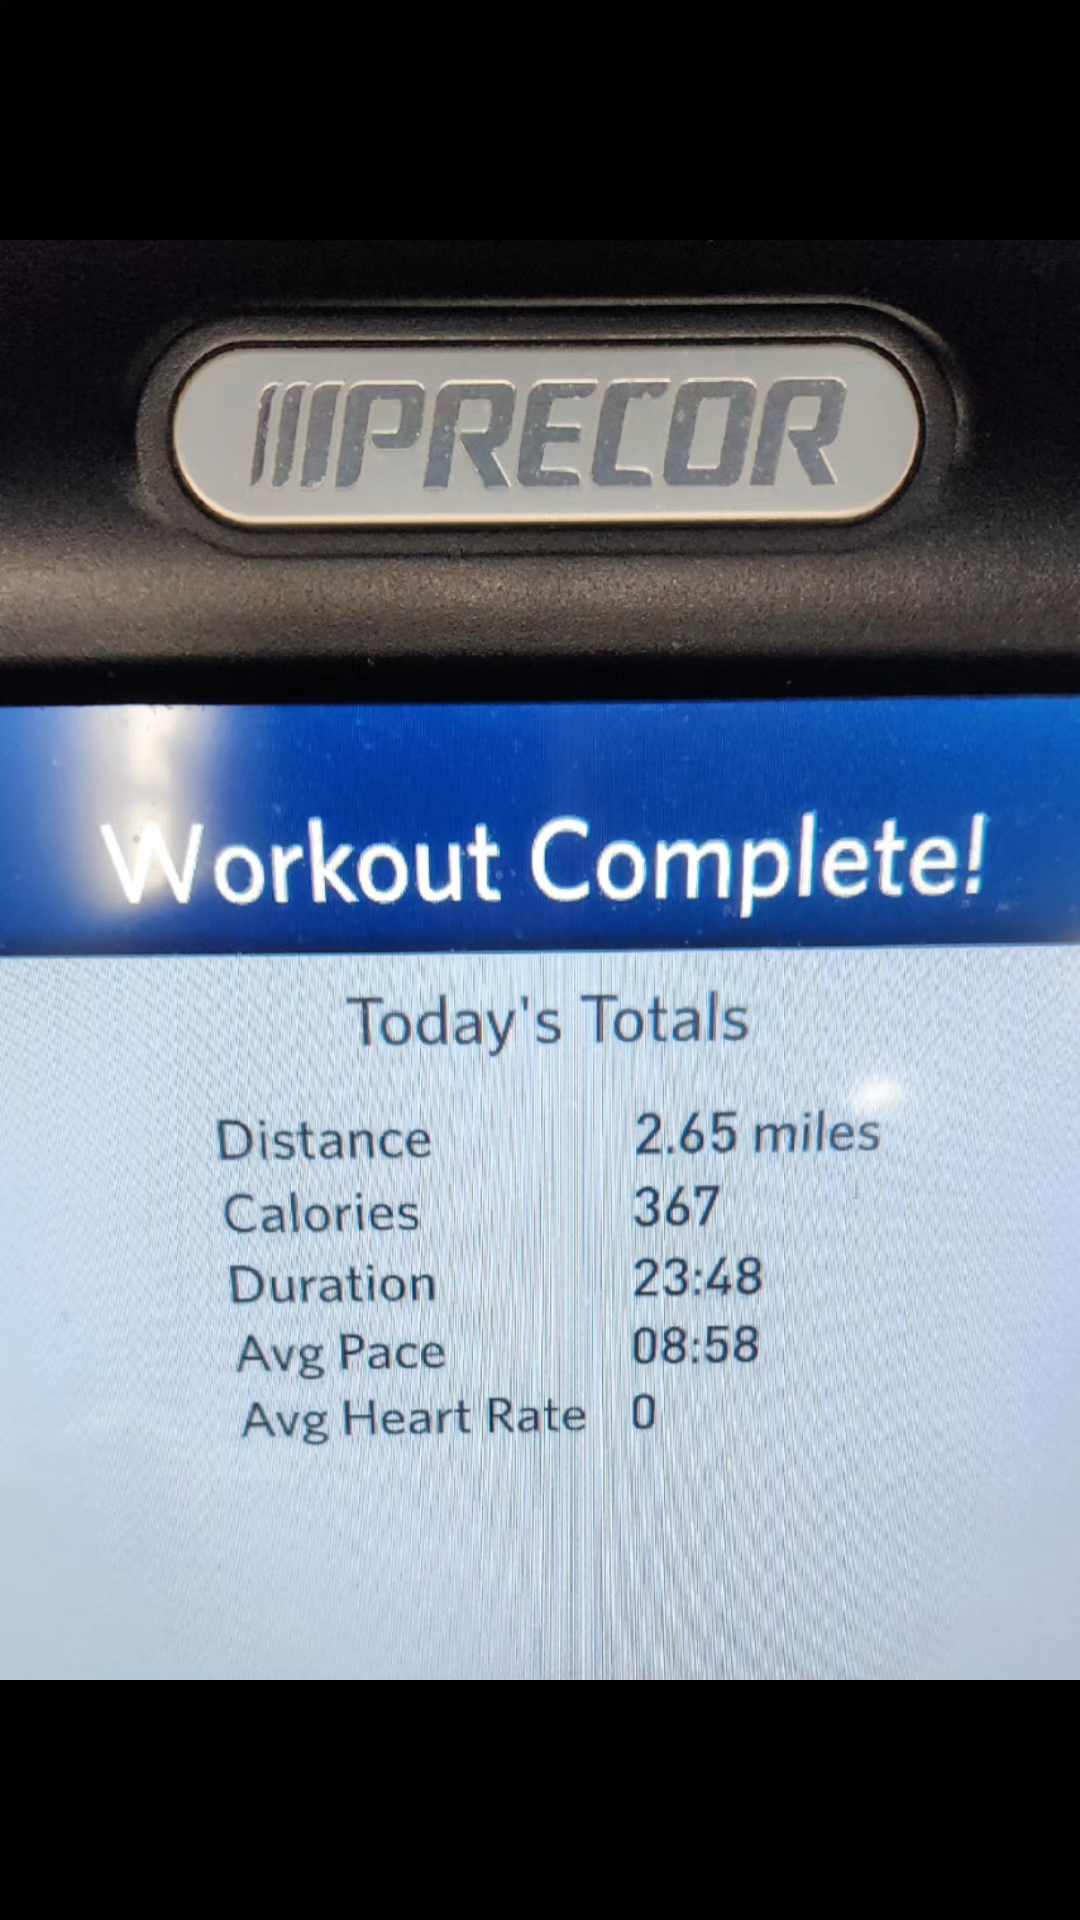 PRECOR
Workout Complete!
Today's Totals
Distance 2.65 miles
Calories 367
Duration 23:48
Avg Pace 08:58
Avg Heart Rate 0